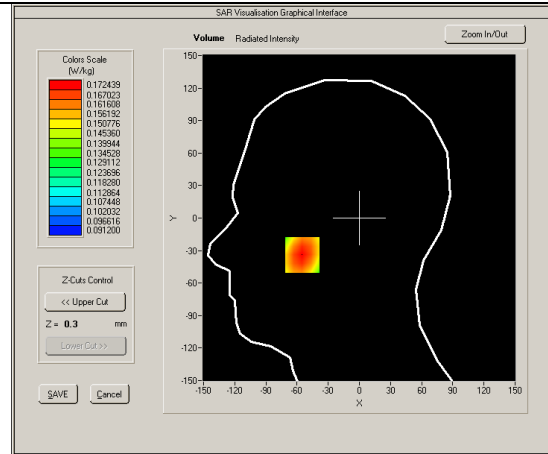 SAR Visualisation Graphical Interface
Volume Radiated Intensity
Zoom In/Out
Colors Scale
(W/kg)
0.172439
0.167023
0.161608
0.156192
0.150776
0.145360
0.139944
0.134528
0.129112
0.123696
0.118280
0.112864
0.107448
0.102032
0.096616
0.091200
Z-Cuts Control
<< Upper Cut
Z = 0.3 mm
Lower Cut >>
SAVE Cancel
150
120
90
60
30
0
-30
-60
-90
-120
-150
Y
-150 -120 -90 -60 -30 0 30 60 90 120 150
X